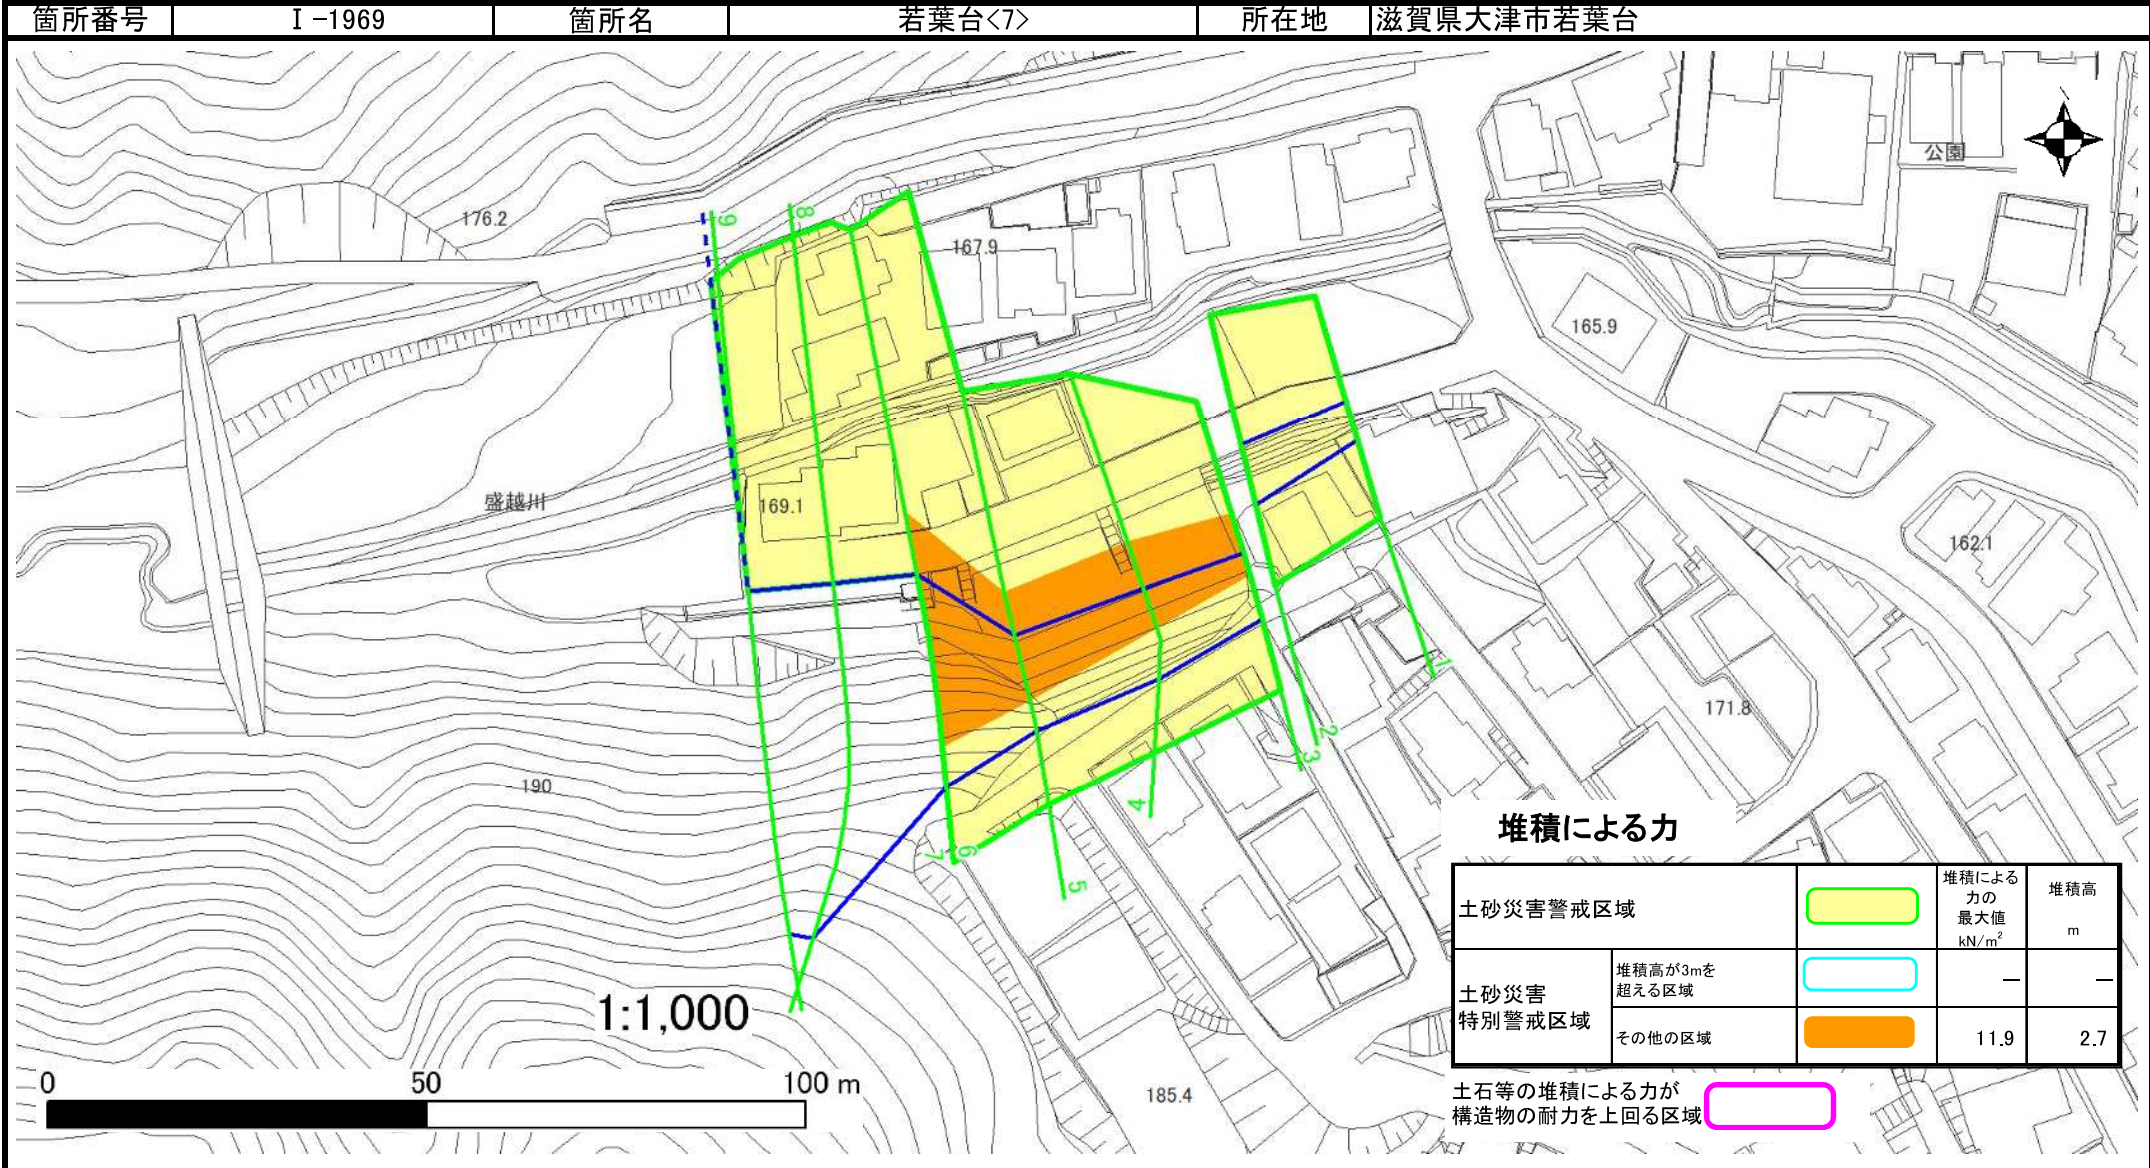 箇所番号 Ⅰ-1969 箇所名 若葉台<7> 所在地 滋賀県大津市若葉台
公園
176.2
9
8
167.9
165.9
盛越川
169.1
162.1
1
171.8
2
3
190
4
7 6
5
堆積による力
堆積による
力の
最大値
kN/m²
堆積高
m
土砂災害警戒区域
土砂災害
特別警戒区域
堆積高が3mを
超える区域
— —
その他の区域
11.9 2.7
1:1,000
0 50 100 m
185.4
土石等の堆積による力が
構造物の耐力を上回る区域